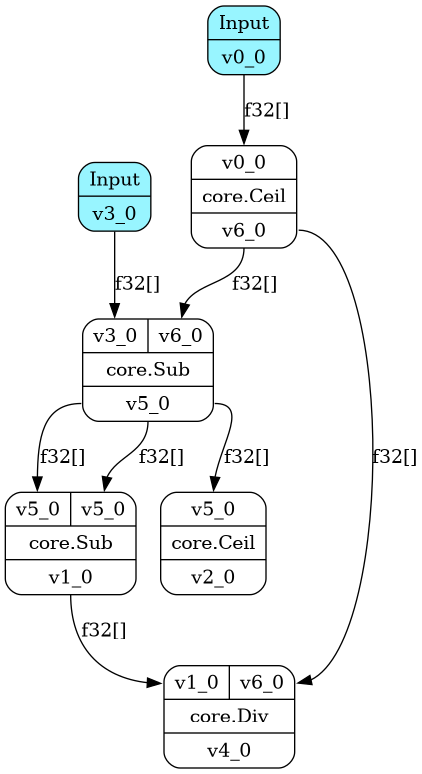 Input
v0_0
f32[]
v0_0
core.Ceil
v6_0
Input
v3_0
f32[]
f32[]
v3_0 v6_0
core.Sub
v5_0
f32[]
f32[]
f32[]
f32[]
v5_0 v5_0
core.Sub
v1_0
v5_0
core.Ceil
v2_0
f32[]
v1_0 v6_0
core.Div
v4_0